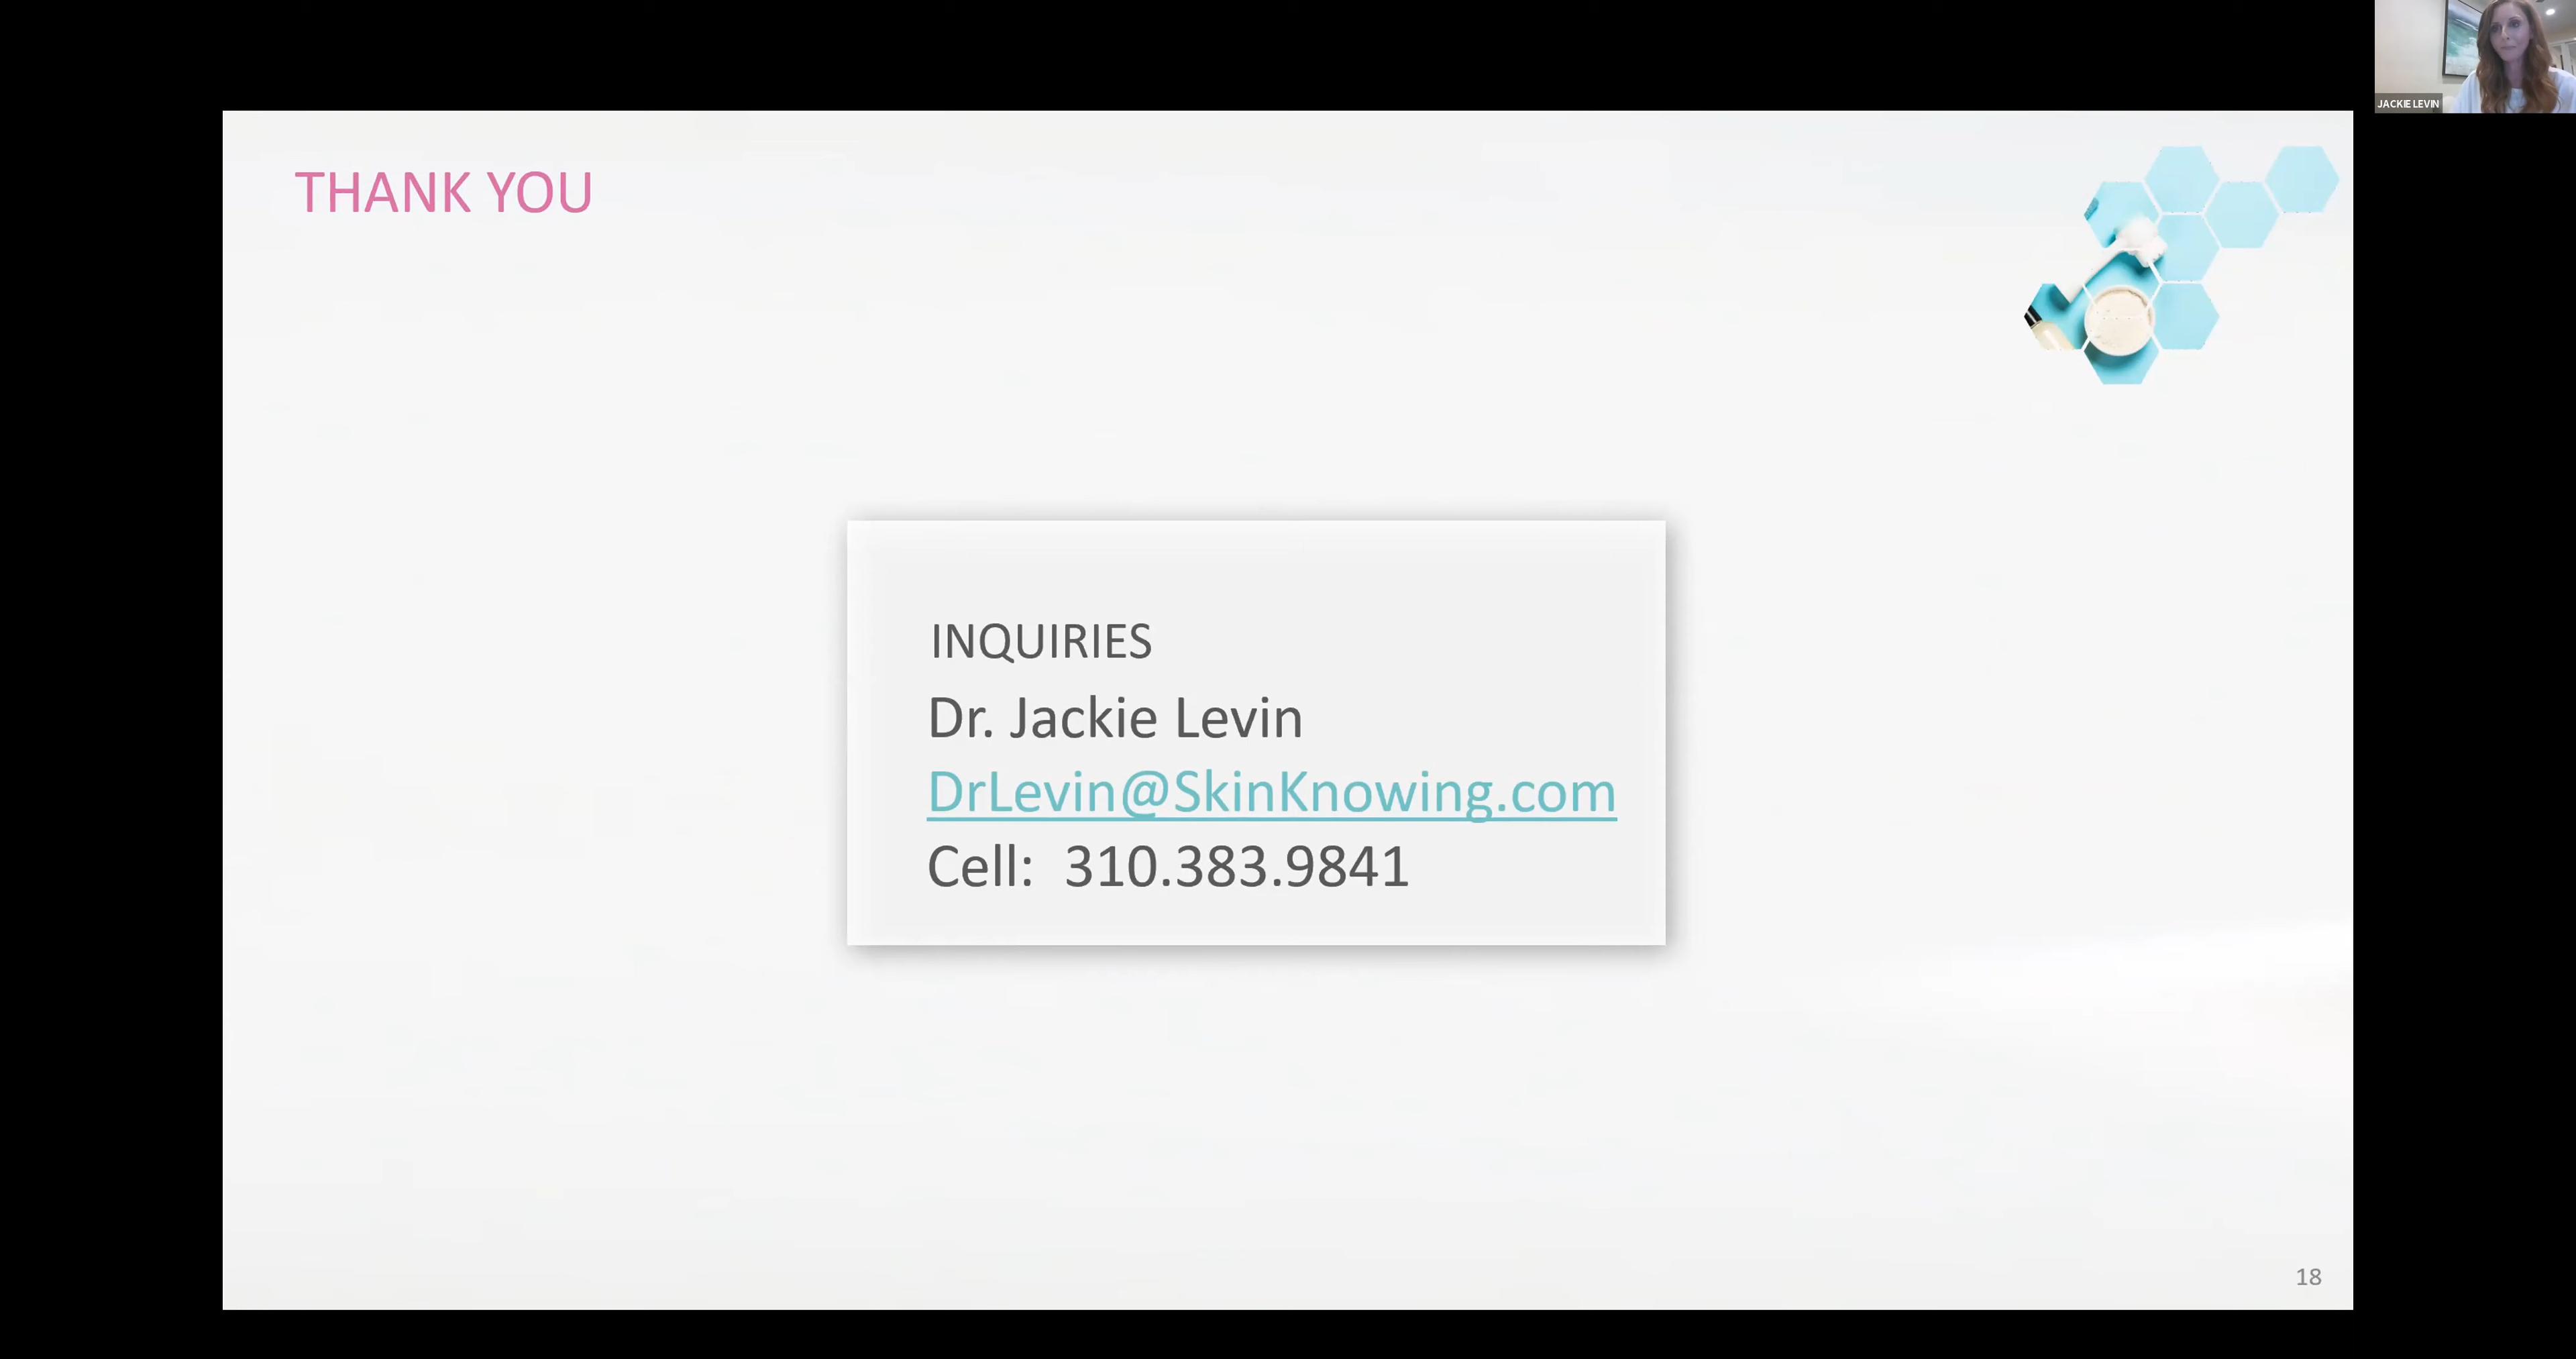 JACKIE LEVIN
THANK YOU
INQUIRIES
Dr. Jackie Levin
DrLevin@SkinKnowing.com
Cell:  310.383.9841
18